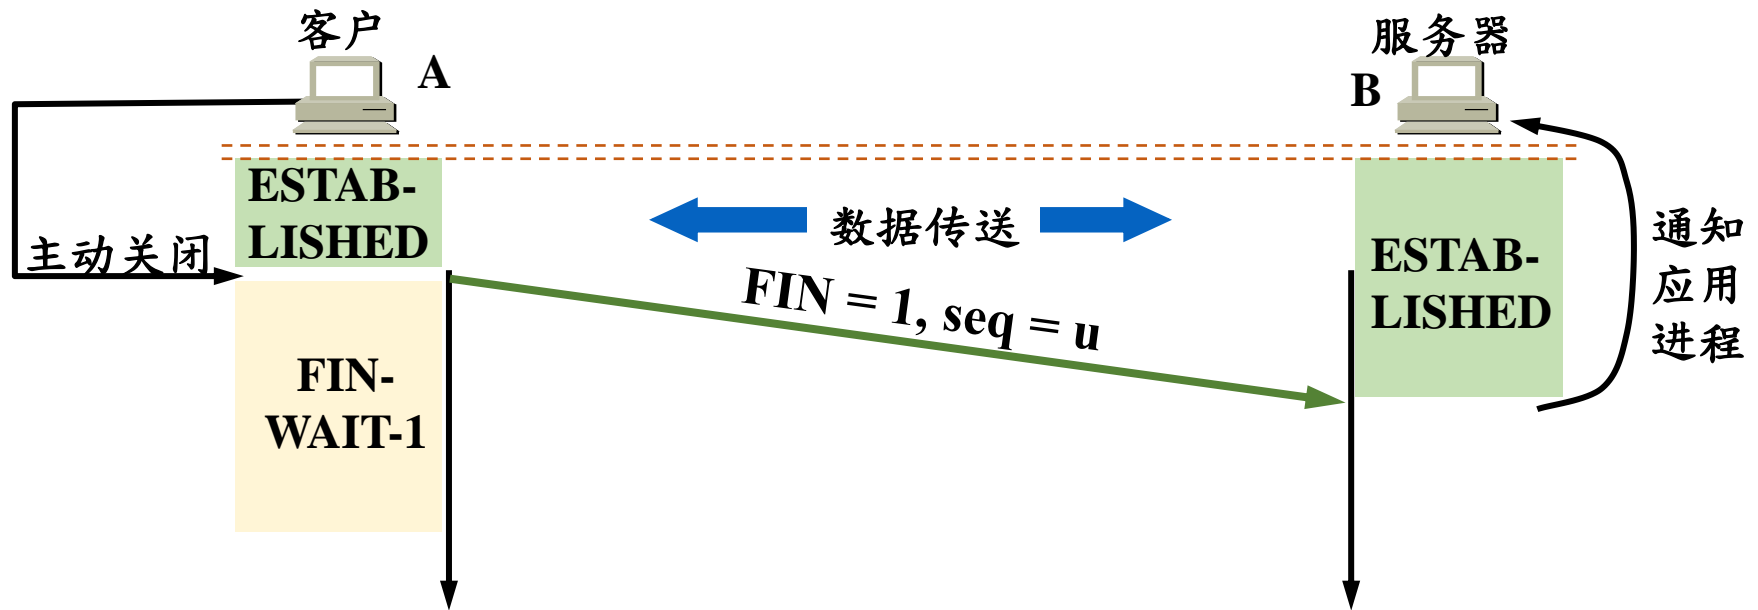 客户
服务器
A
B
ESTAB-
LISHED
主动关闭
数据传送
FIN = 1, seq = u
ESTAB-
LISHED
通知
应用
进程
FIN-
WAIT-1